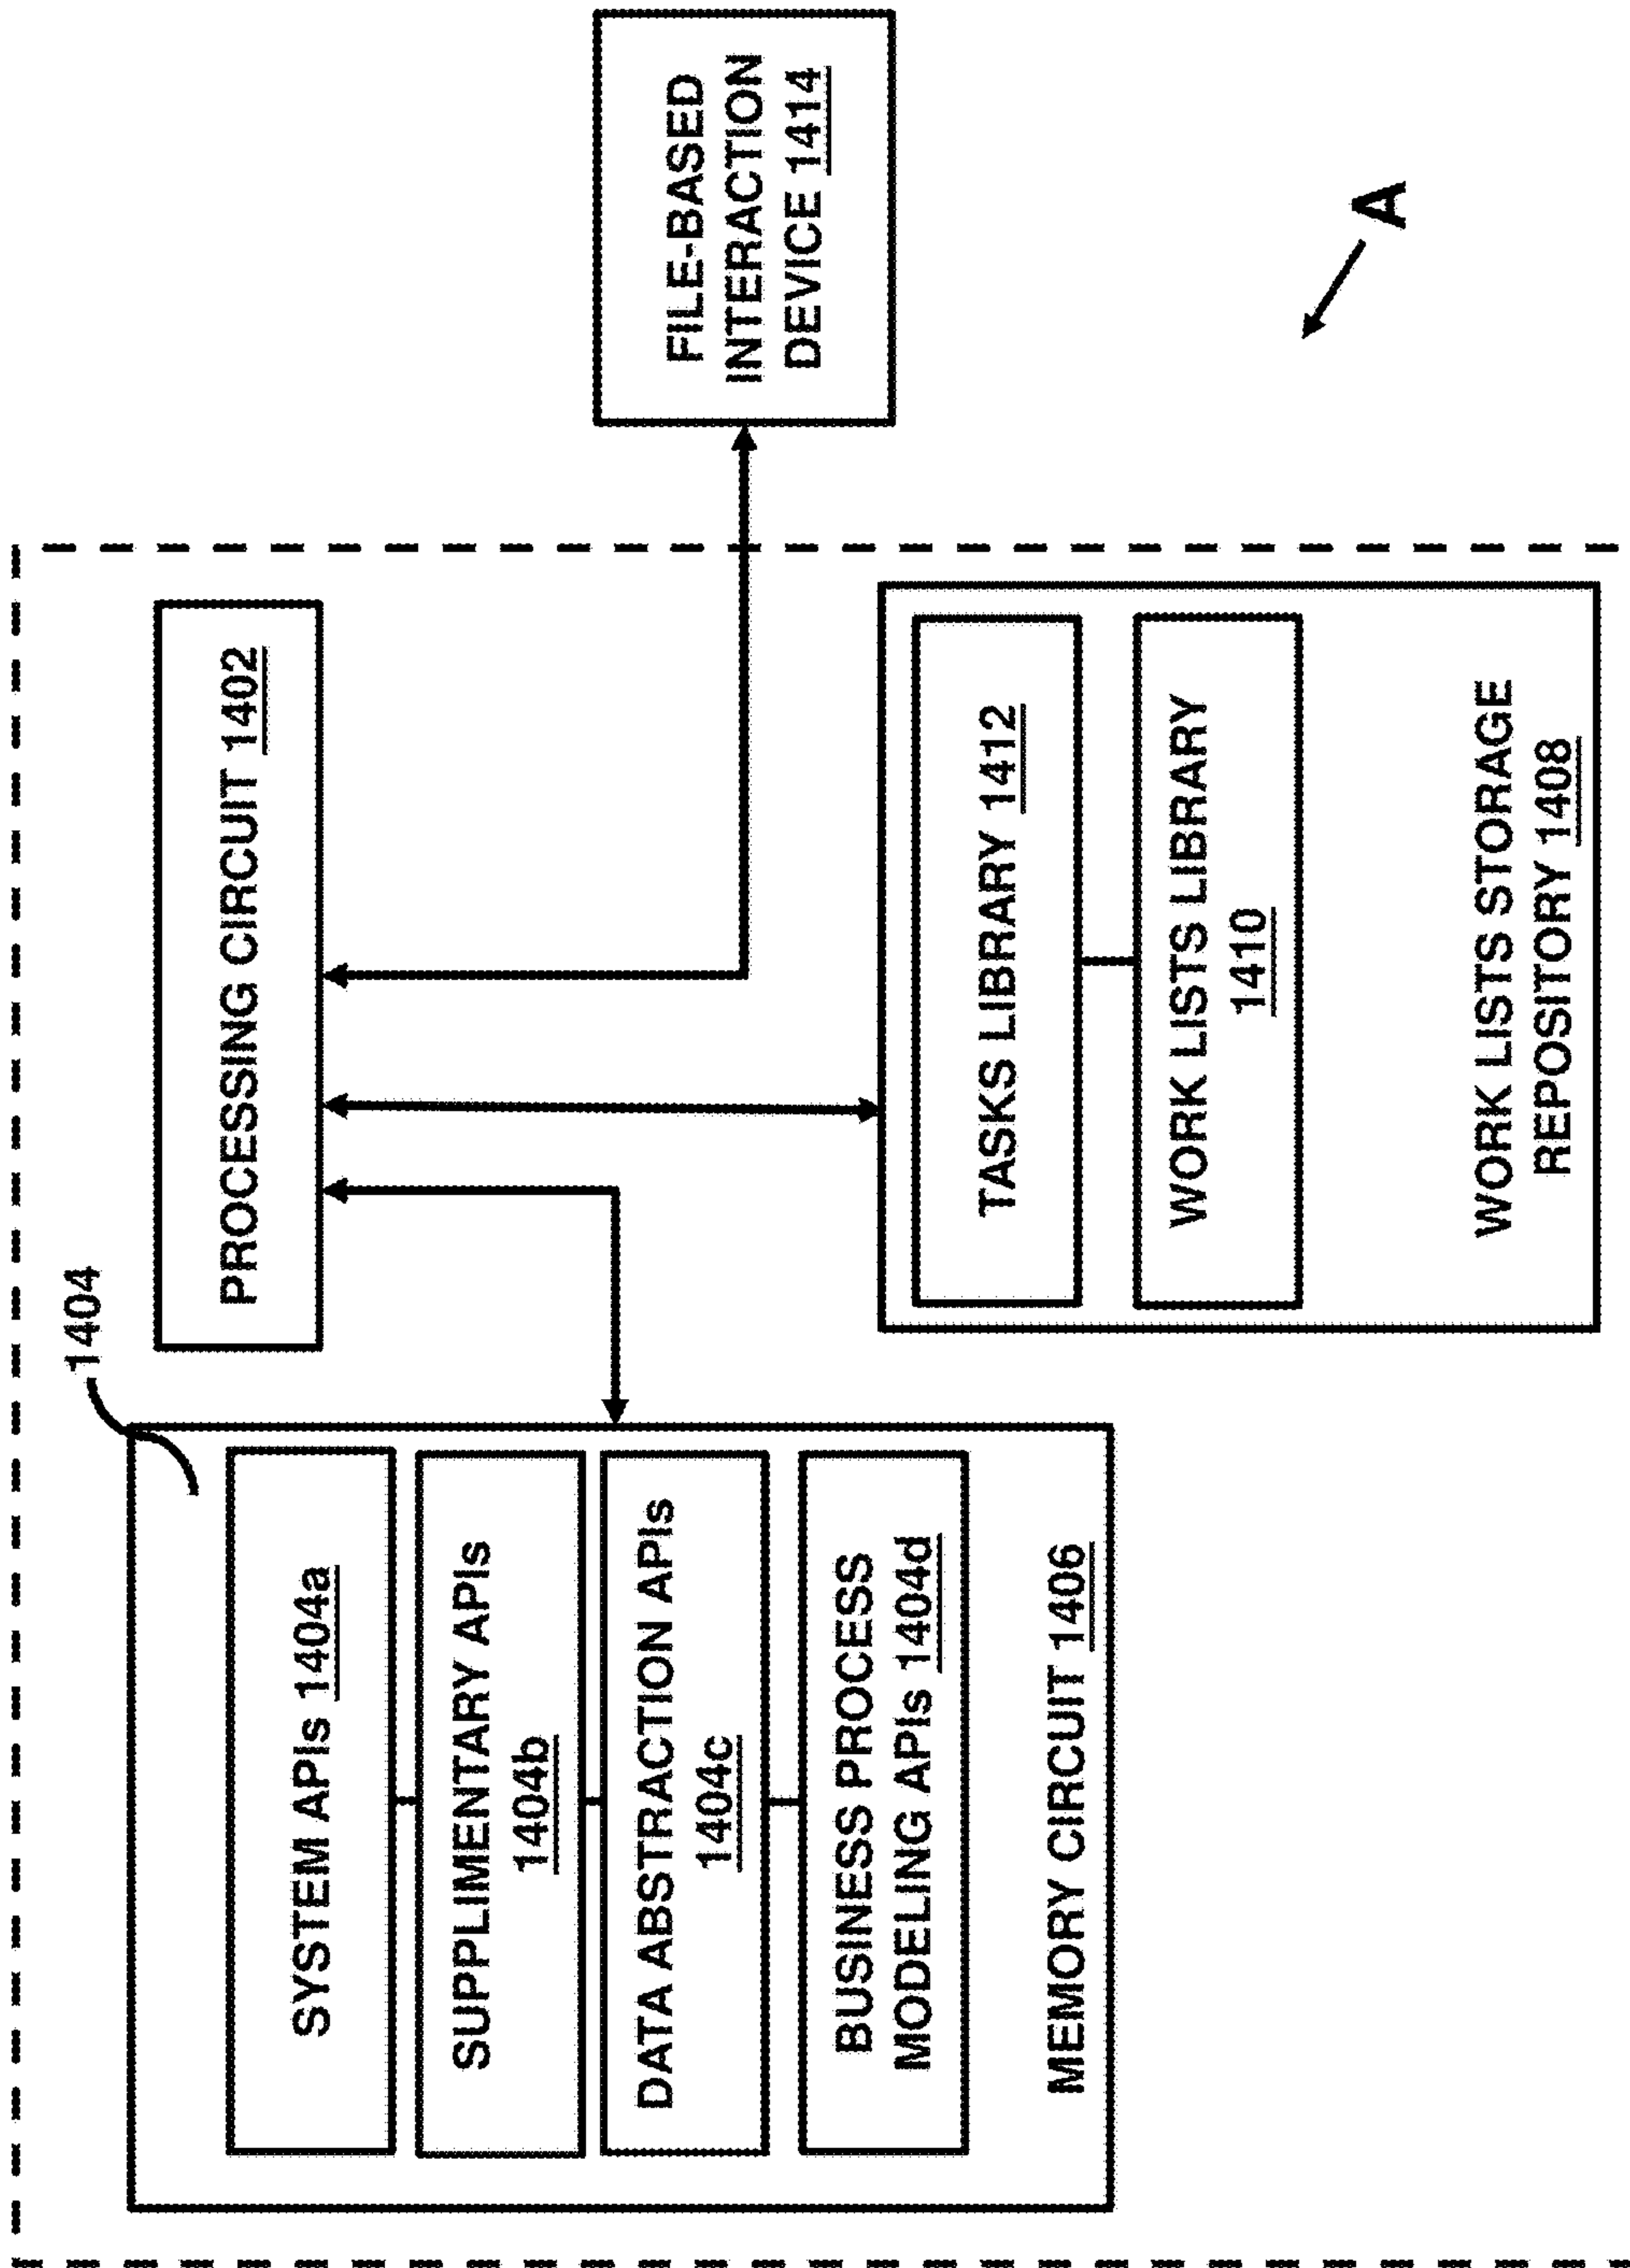 1404
SYSTEM APIs 1404a
SUPPLIMENTARY APIs
1404b
DATA ABSTRACTION APIs
1404c
BUSINESS PROCESS
MODELING APIs 1404d
MEMORY CIRCUIT 1406
PROCESSING CIRCUIT 1402
TASKS LIBRARY 1412
WORK LISTS LIBRARY
1410
WORK LISTS STORAGE
REPOSITORY 1408
FILE-BASED
INTERACTION
DEVICE 1414
A